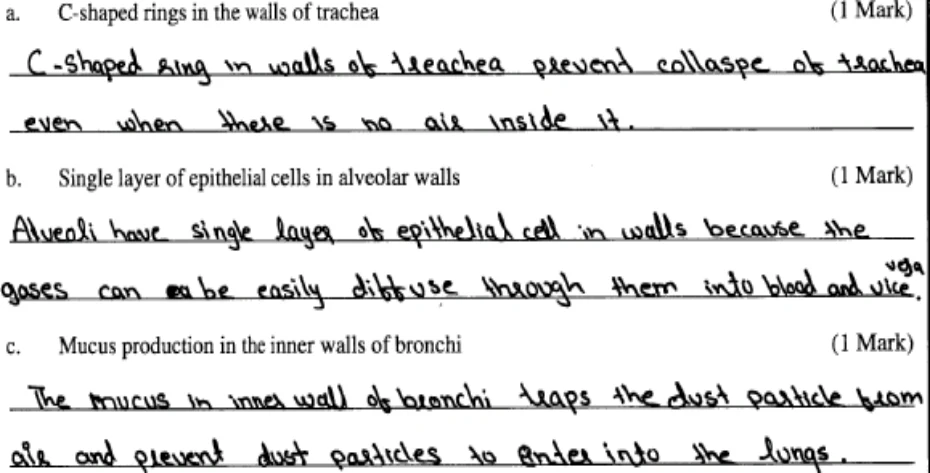 a. C-shaped rings in the walls of trachea (1 Mark)
C-Shaped ring in walls of treachea prevent collaspe of trachea
even when there is no air inside it.
b. Single layer of epithelial cells in alveolar walls (1 Mark)
Alveoli have single layer of epithelial cell in walls because the
gases can be easily diffuse through them into blood and vice versa.
c. Mucus production in the inner walls of bronchi (1 Mark)
The mucus in inner wall of bronchi traps the dust particle from
air and prevent dust particles to enter into the lungs.